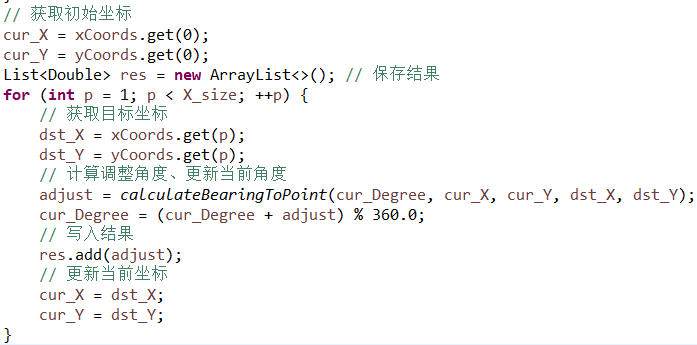 // 获取初始坐标
cur_X = xCoords.get(0);
cur_Y = yCoords.get(0);
List<Double> res = new ArrayList<>(); // 保存结果
for (int p = 1; p < X_size; ++p) {
    // 获取目标坐标
    dst_X = xCoords.get(p);
    dst_Y = yCoords.get(p);
    // 计算调整角度、更新当前角度
    adjust = calculateBearingToPoint(cur_Degree, cur_X, cur_Y, dst_X, dst_Y);
    cur_Degree = (cur_Degree + adjust) % 360.0;
    // 写入结果
    res.add(adjust);
    // 更新当前坐标
    cur_X = dst_X;
    cur_Y = dst_Y;
}